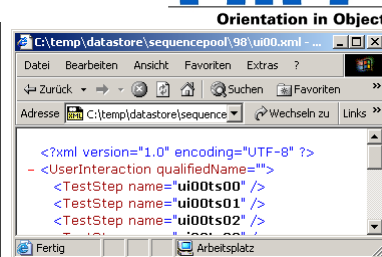 Orientation in Object
C:\temp\datastore\sequencepool\98\ui00.xml - ...
Datei Bearbeiten Ansicht Favoriten Extras ?
Zurück Suchen Favoriten »
Adresse C:\temp\datastore\sequence Wechseln zu Links »
<?xml version="1.0" encoding="UTF-8" ?>
- <UserInteraction qualifiedName="">
<TestStep name="ui00ts00" />
<TestStep name="ui00ts01" />
<TestStep name="ui00ts02" />
Fertig Arbeitsplatz